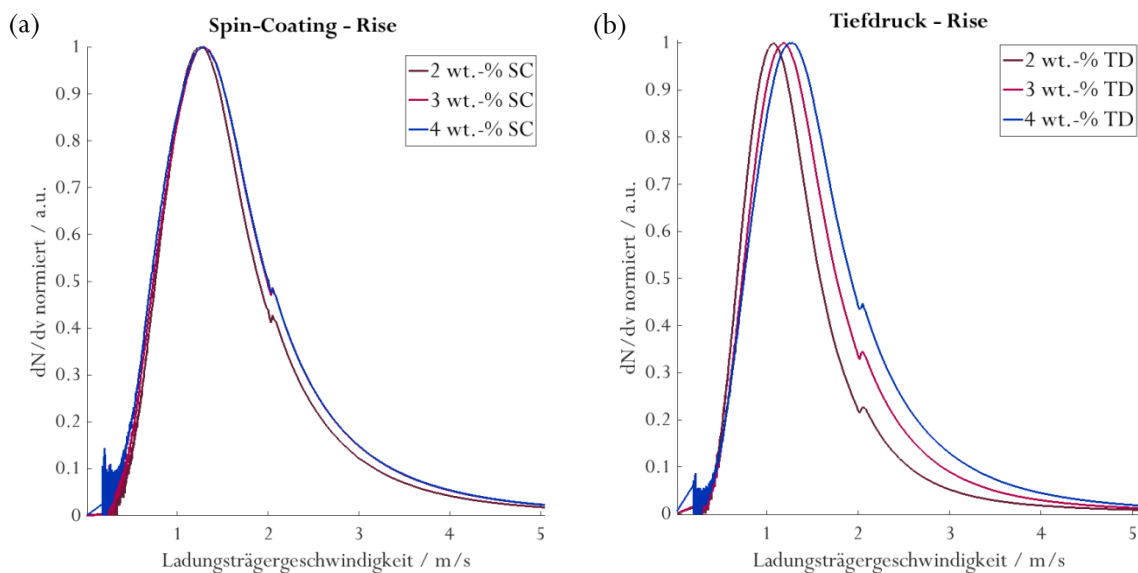 (a)
Spin-Coating - Rise
1
0.9
0.8
0.7
0.6
0.5
0.4
0.3
0.2
0.1
0
dN/dv normiert / a.u.
2 wt.-% SC
3 wt.-% SC
4 wt.-% SC
1 2 3 4 5
Ladungsträgergeschwindigkeit / m/s
(b)
Tiefdruck - Rise
1
0.9
0.8
0.7
0.6
0.5
0.4
0.3
0.2
0.1
0
dN/dv normiert / a.u.
2 wt.-% TD
3 wt.-% TD
4 wt.-% TD
1 2 3 4 5
Ladungsträgergeschwindigkeit / m/s